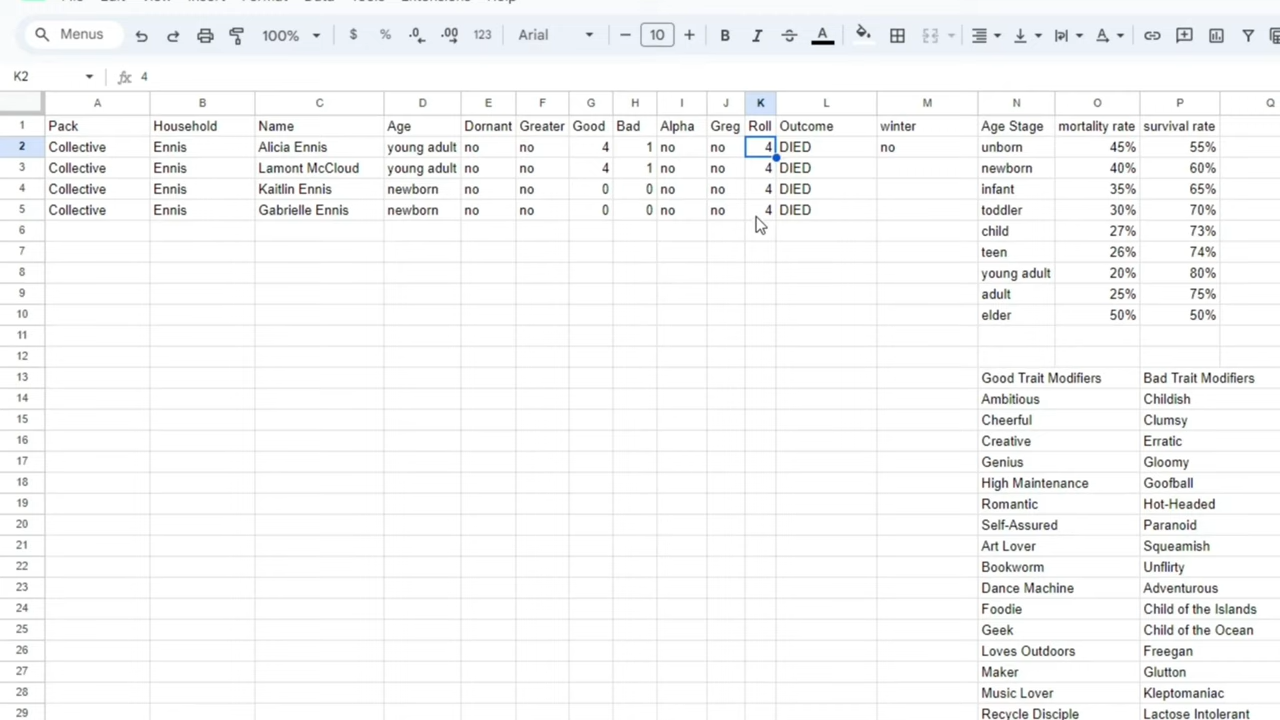 Menus 100% $ % .0 .00 123 Arial 10 B I A
K2 fx 4
A B C D E F G H I J K L M N O P Q
1 Pack Household Name Age Dornant Greater Good Bad Alpha Greg Roll Outcome winter Age Stage mortality rate survival rate
2 Collective Ennis Alicia Ennis young adult no no 4 1 no no 4 DIED no unborn 45% 55%
3 Collective Ennis Lamont McCloud young adult no no 4 1 no no 4 DIED newborn 40% 60%
4 Collective Ennis Kaitlin Ennis newborn no no 0 0 no no 4 DIED infant 35% 65%
5 Collective Ennis Gabrielle Ennis newborn no no 0 0 no no 4 DIED toddler 30% 70%
6 child 27% 73%
7 teen 26% 74%
8 young adult 20% 80%
9 adult 25% 75%
10 elder 50% 50%
11
12
13 Good Trait Modifiers Bad Trait Modifiers
14 Ambitious Childish
15 Cheerful Clumsy
16 Creative Erratic
17 Genius Gloomy
18 High Maintenance Goofball
19 Romantic Hot-Headed
20 Self-Assured Paranoid
21 Art Lover Squeamish
22 Bookworm Unflirty
23 Dance Machine Adventurous
24 Foodie Child of the Islands
25 Geek Child of the Ocean
26 Loves Outdoors Freegan
27 Maker Glutton
28 Music Lover Kleptomaniac
29 Recycle Disciple Lactose Intolerant